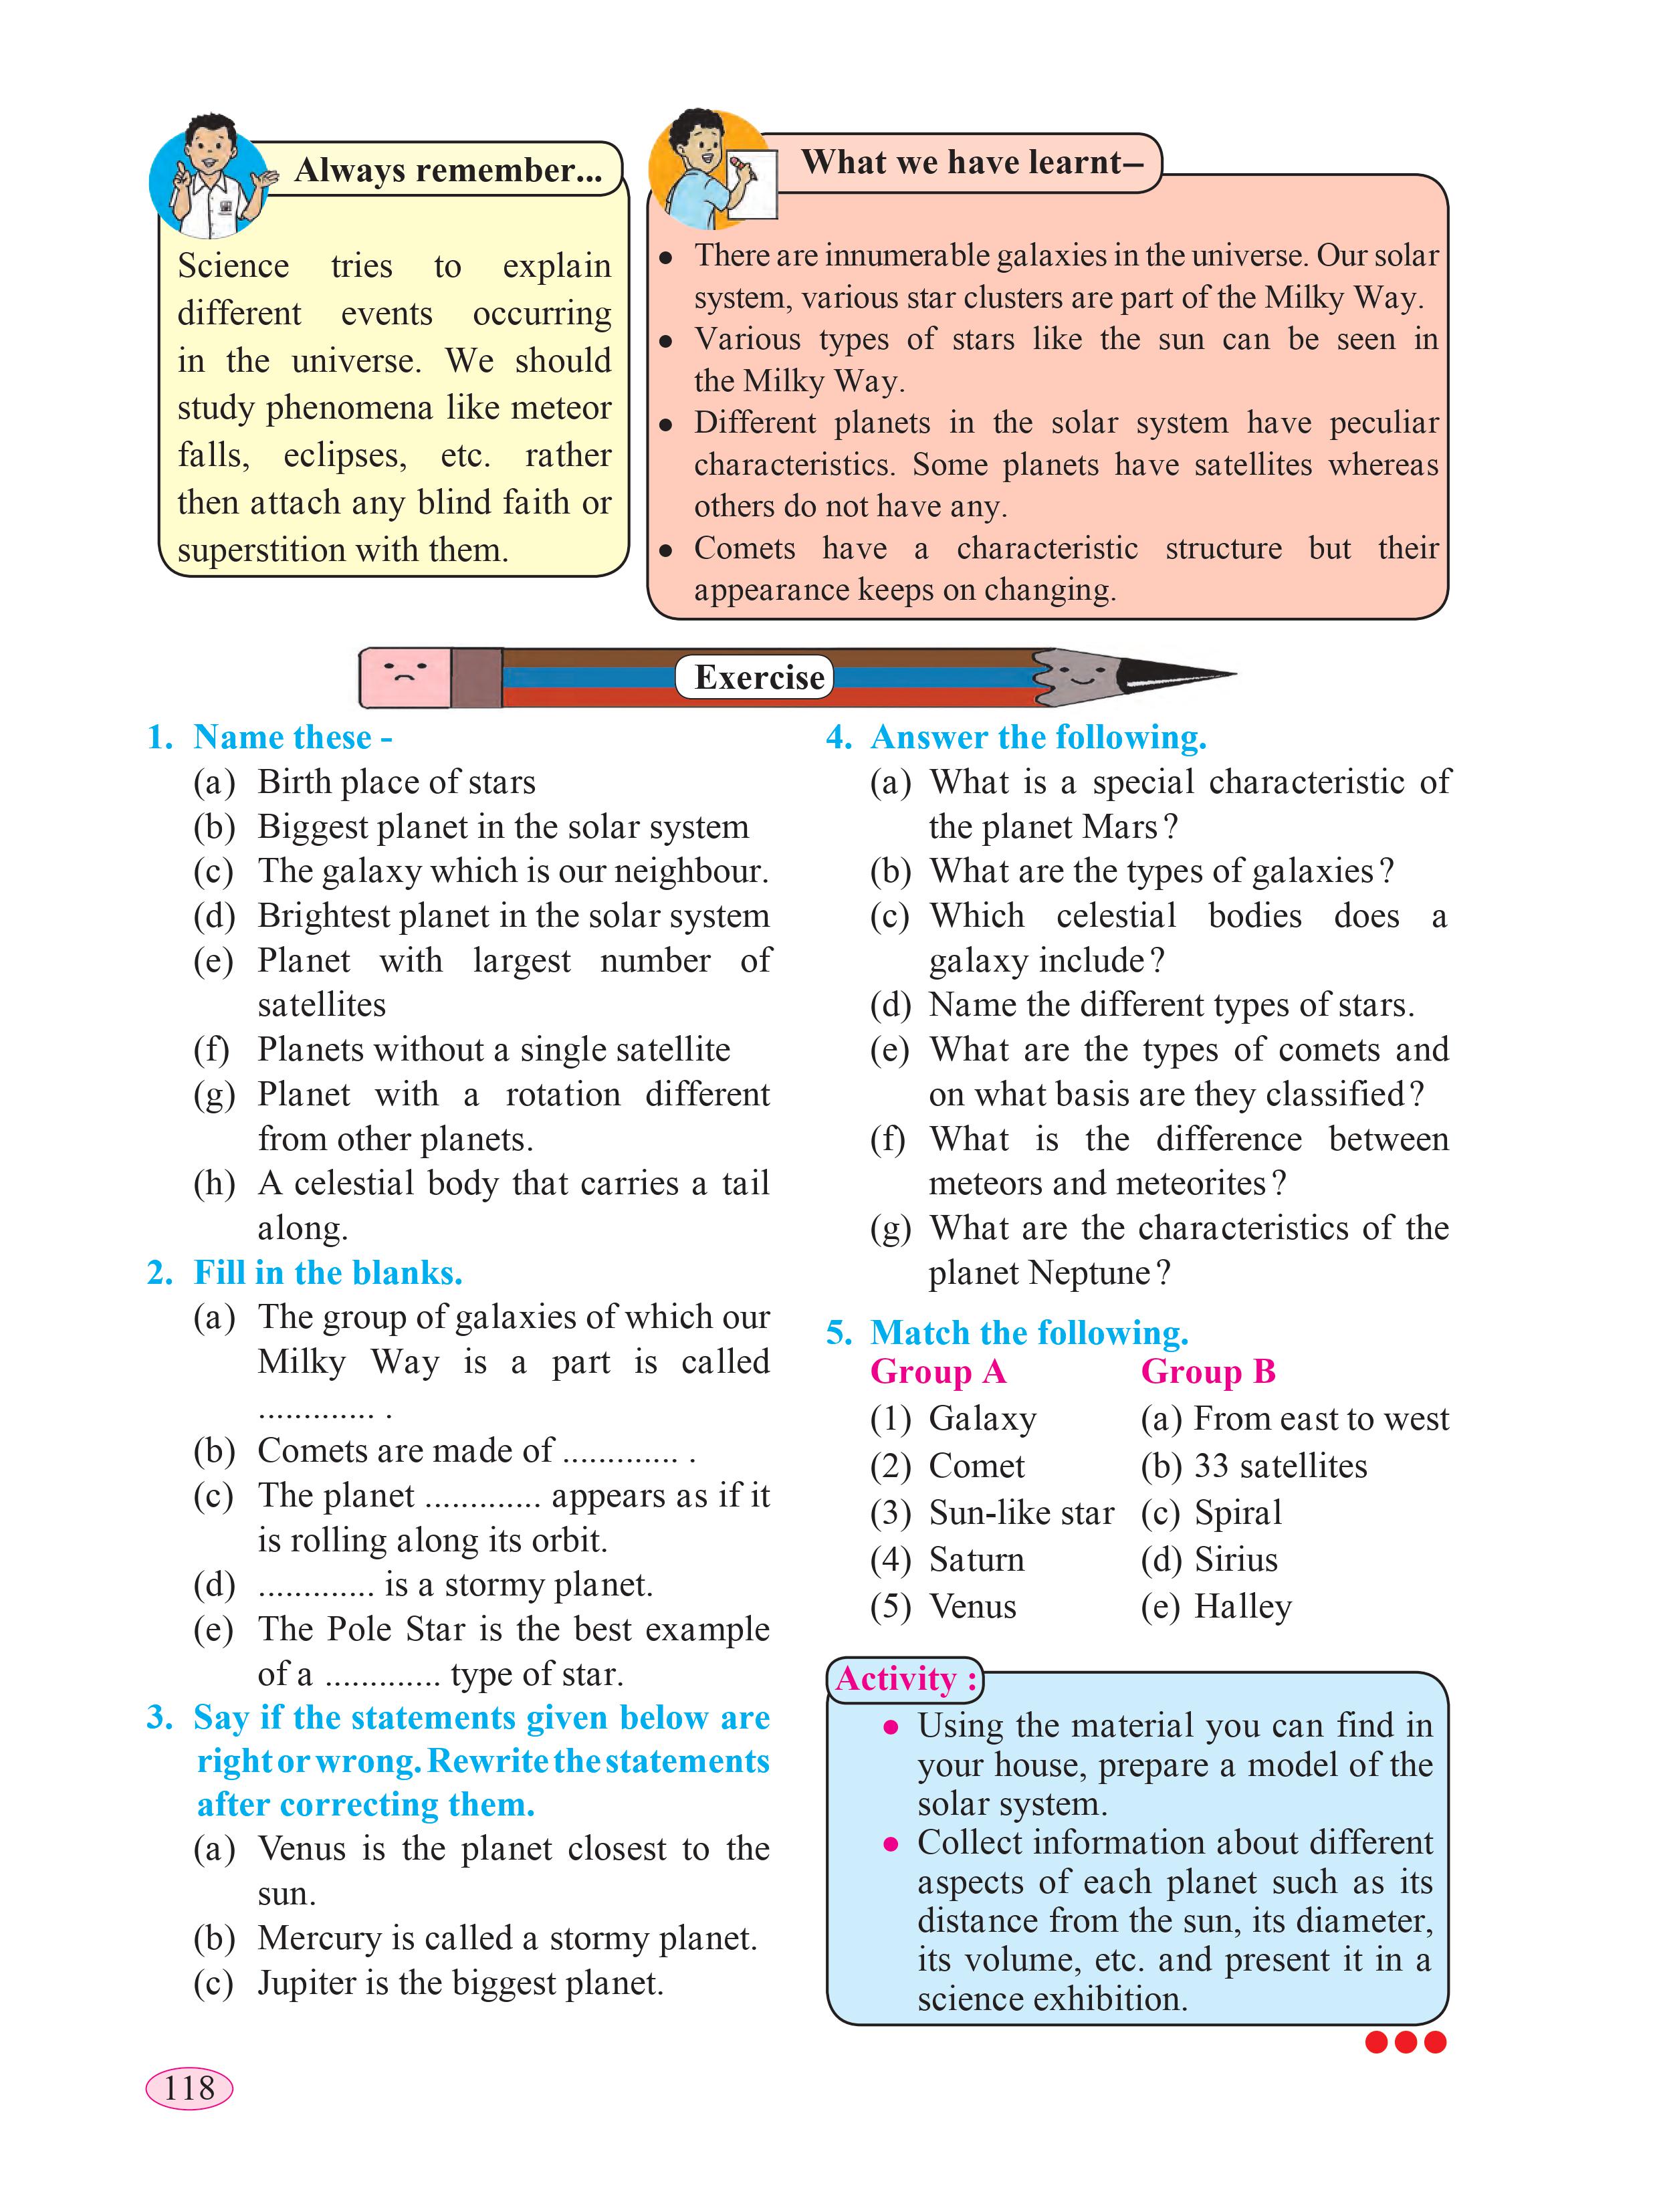 Always remember...
Science tries to explain
different events occurring
in the universe. We should
study phenomena like meteor
falls, eclipses, etc. rather
then attach any blind faith or
superstition with them.
What we have learnt–
• There are innumerable galaxies in the universe. Our solar
system, various star clusters are part of the Milky Way.
• Various types of stars like the sun can be seen in
the Milky Way.
• Different planets in the solar system have peculiar
characteristics. Some planets have satellites whereas
others do not have any.
• Comets have a characteristic structure but their
appearance keeps on changing.
Exercise
1. Name these -
(a) Birth place of stars
(b) Biggest planet in the solar system
(c) The galaxy which is our neighbour.
(d) Brightest planet in the solar system
(e) Planet with largest number of
satellites
(f) Planets without a single satellite
(g) Planet with a rotation different
from other planets.
(h) A celestial body that carries a tail
along.
2. Fill in the blanks.
(a) The group of galaxies of which our
Milky Way is a part is called
............. .
(b) Comets are made of ............. .
(c) The planet ............. appears as if it
is rolling along its orbit.
(d) ............. is a stormy planet.
(e) The Pole Star is the best example
of a ............. type of star.
3. Say if the statements given below are
right or wrong. Rewrite the statements
after correcting them.
(a) Venus is the planet closest to the
sun.
(b) Mercury is called a stormy planet.
(c) Jupiter is the biggest planet.
4. Answer the following.
(a) What is a special characteristic of
the planet Mars?
(b) What are the types of galaxies?
(c) Which celestial bodies does a
galaxy include?
(d) Name the different types of stars.
(e) What are the types of comets and
on what basis are they classified?
(f) What is the difference between
meteors and meteorites?
(g) What are the characteristics of the
planet Neptune?
5. Match the following.
Group A Group B
(1) Galaxy (a) From east to west
(2) Comet (b) 33 satellites
(3) Sun-like star (c) Spiral
(4) Saturn (d) Sirius
(5) Venus (e) Halley
Activity :
• Using the material you can find in
your house, prepare a model of the
solar system.
• Collect information about different
aspects of each planet such as its
distance from the sun, its diameter,
its volume, etc. and present it in a
science exhibition.
118